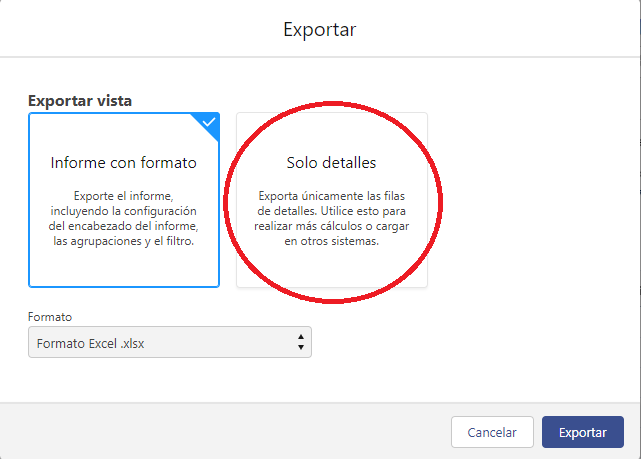 Exportar
Exportar vista
Informe con formato
Exporte el informe,
incluyendo la configuración
del encabezado del informe,
las agrupaciones y el filtro.
Solo detalles
Exporta únicamente las filas
de detalles. Utilice esto para
realizar más cálculos o cargar
en otros sistemas.
Formato
Formato Excel .xlsx
Cancelar
Exportar